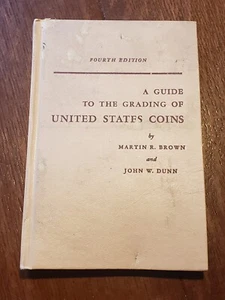 FOURTH EDITION
A GUIDE
TO THE GRADING OF
UNITED STATES COINS
by
MARTIN R. BROWN
and
JOHN W. DUNN